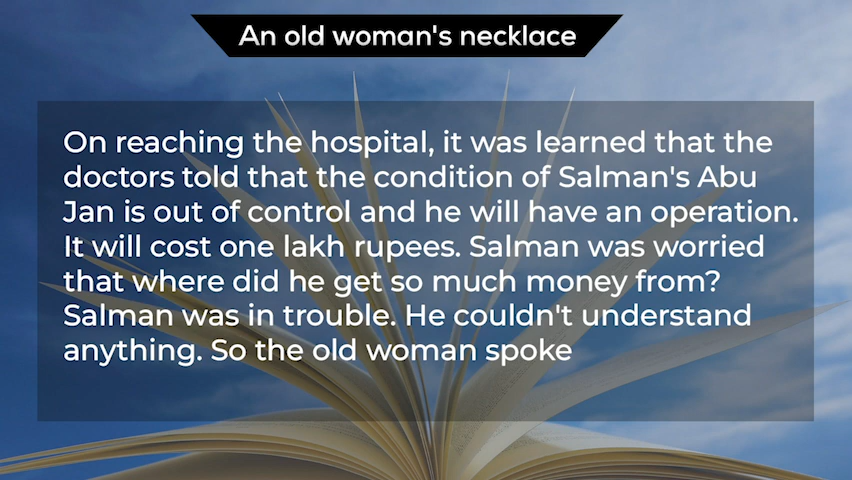 An old woman's necklace
On reaching the hospital, it was learned that the
doctors told that the condition of Salman's Abu
Jan is out of control and he will have an operation.
It will cost one lakh rupees. Salman was worried
that where did he get so much money from?
Salman was in trouble. He couldn't understand
anything. So the old woman spoke